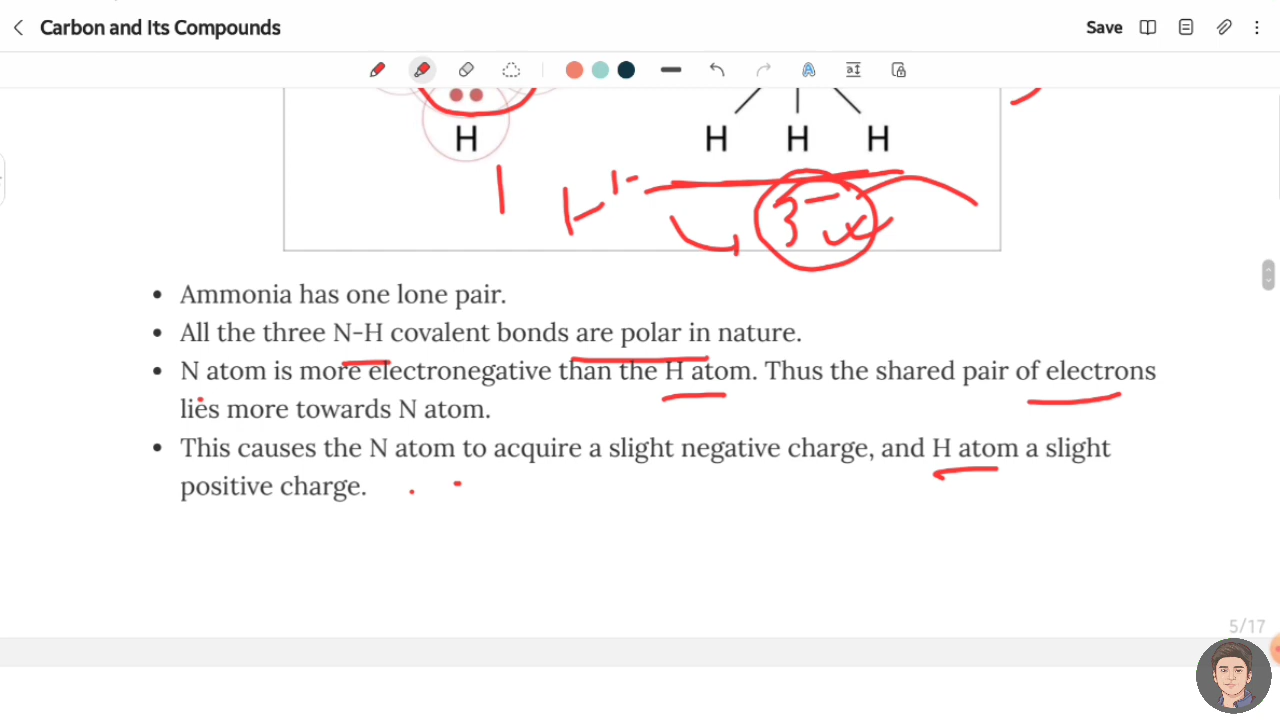 Carbon and Its Compounds
Save
H
H H H
• Ammonia has one lone pair.
• All the three N-H covalent bonds are polar in nature.
• N atom is more electronegative than the H atom. Thus the shared pair of electrons
lies more towards N atom.
• This causes the N atom to acquire a slight negative charge, and H atom a slight
positive charge.
5/17